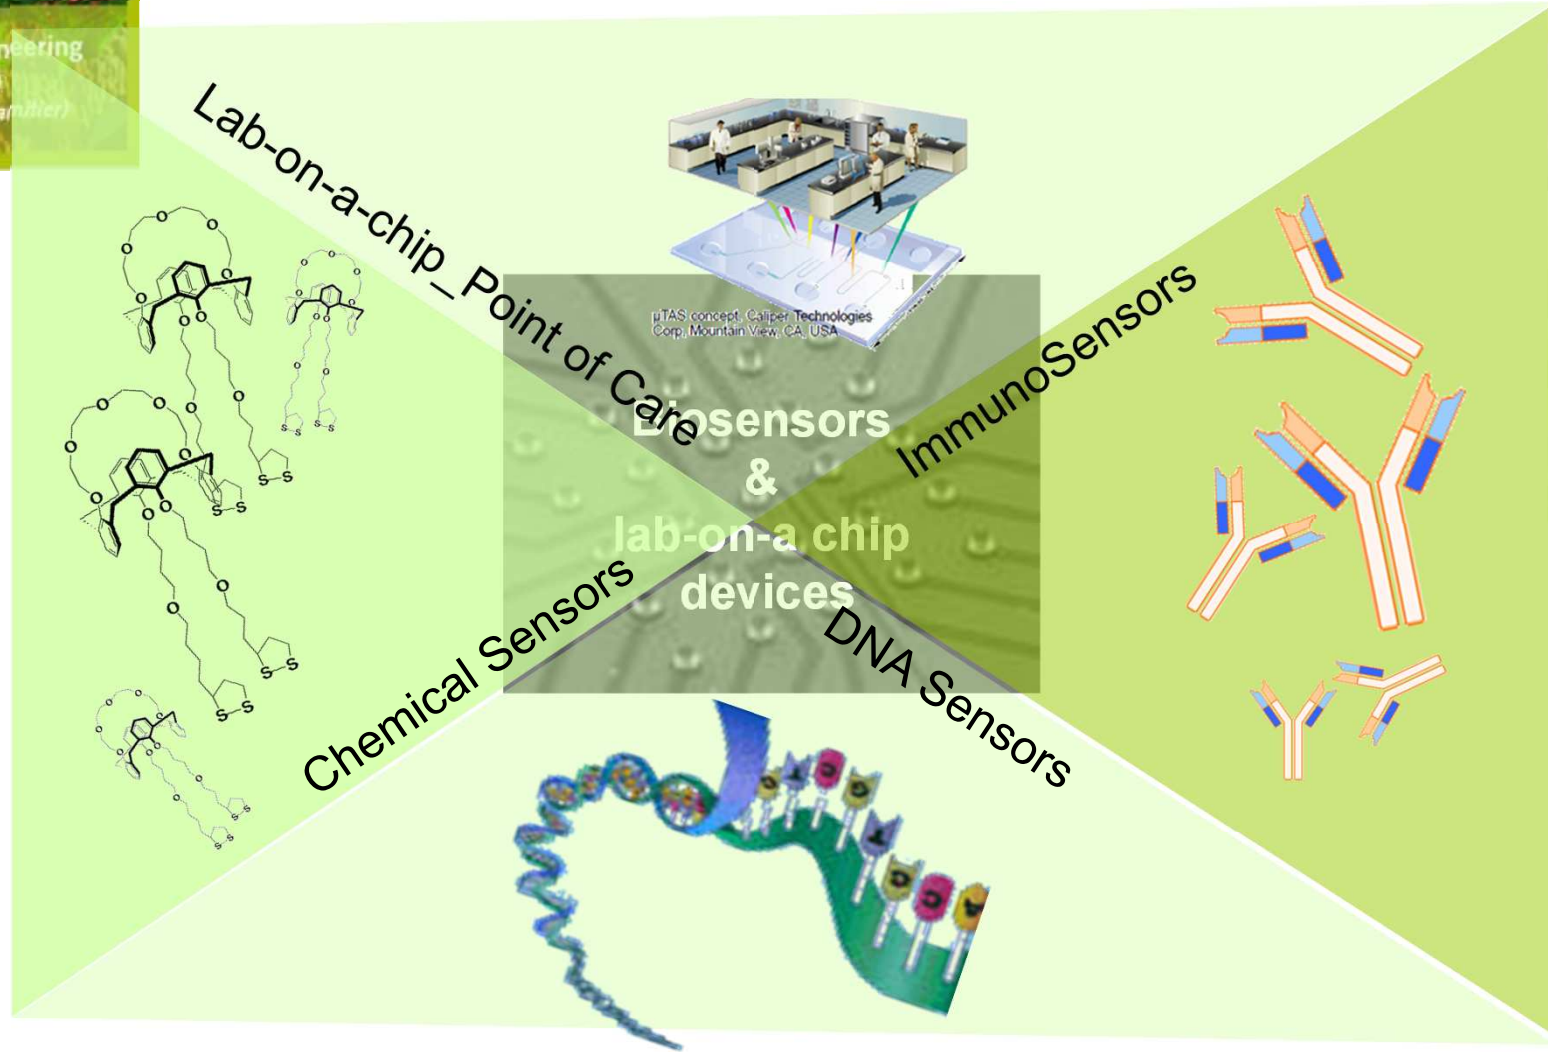 Lab-on-a-chip_Point of Care
µTAS concept, Caliper Technologies
Corp, Mountain View, CA, USA
ImmunoSensors
Biosensors
&
lab-on-a chip
devices
Chemical Sensors
DNA Sensors